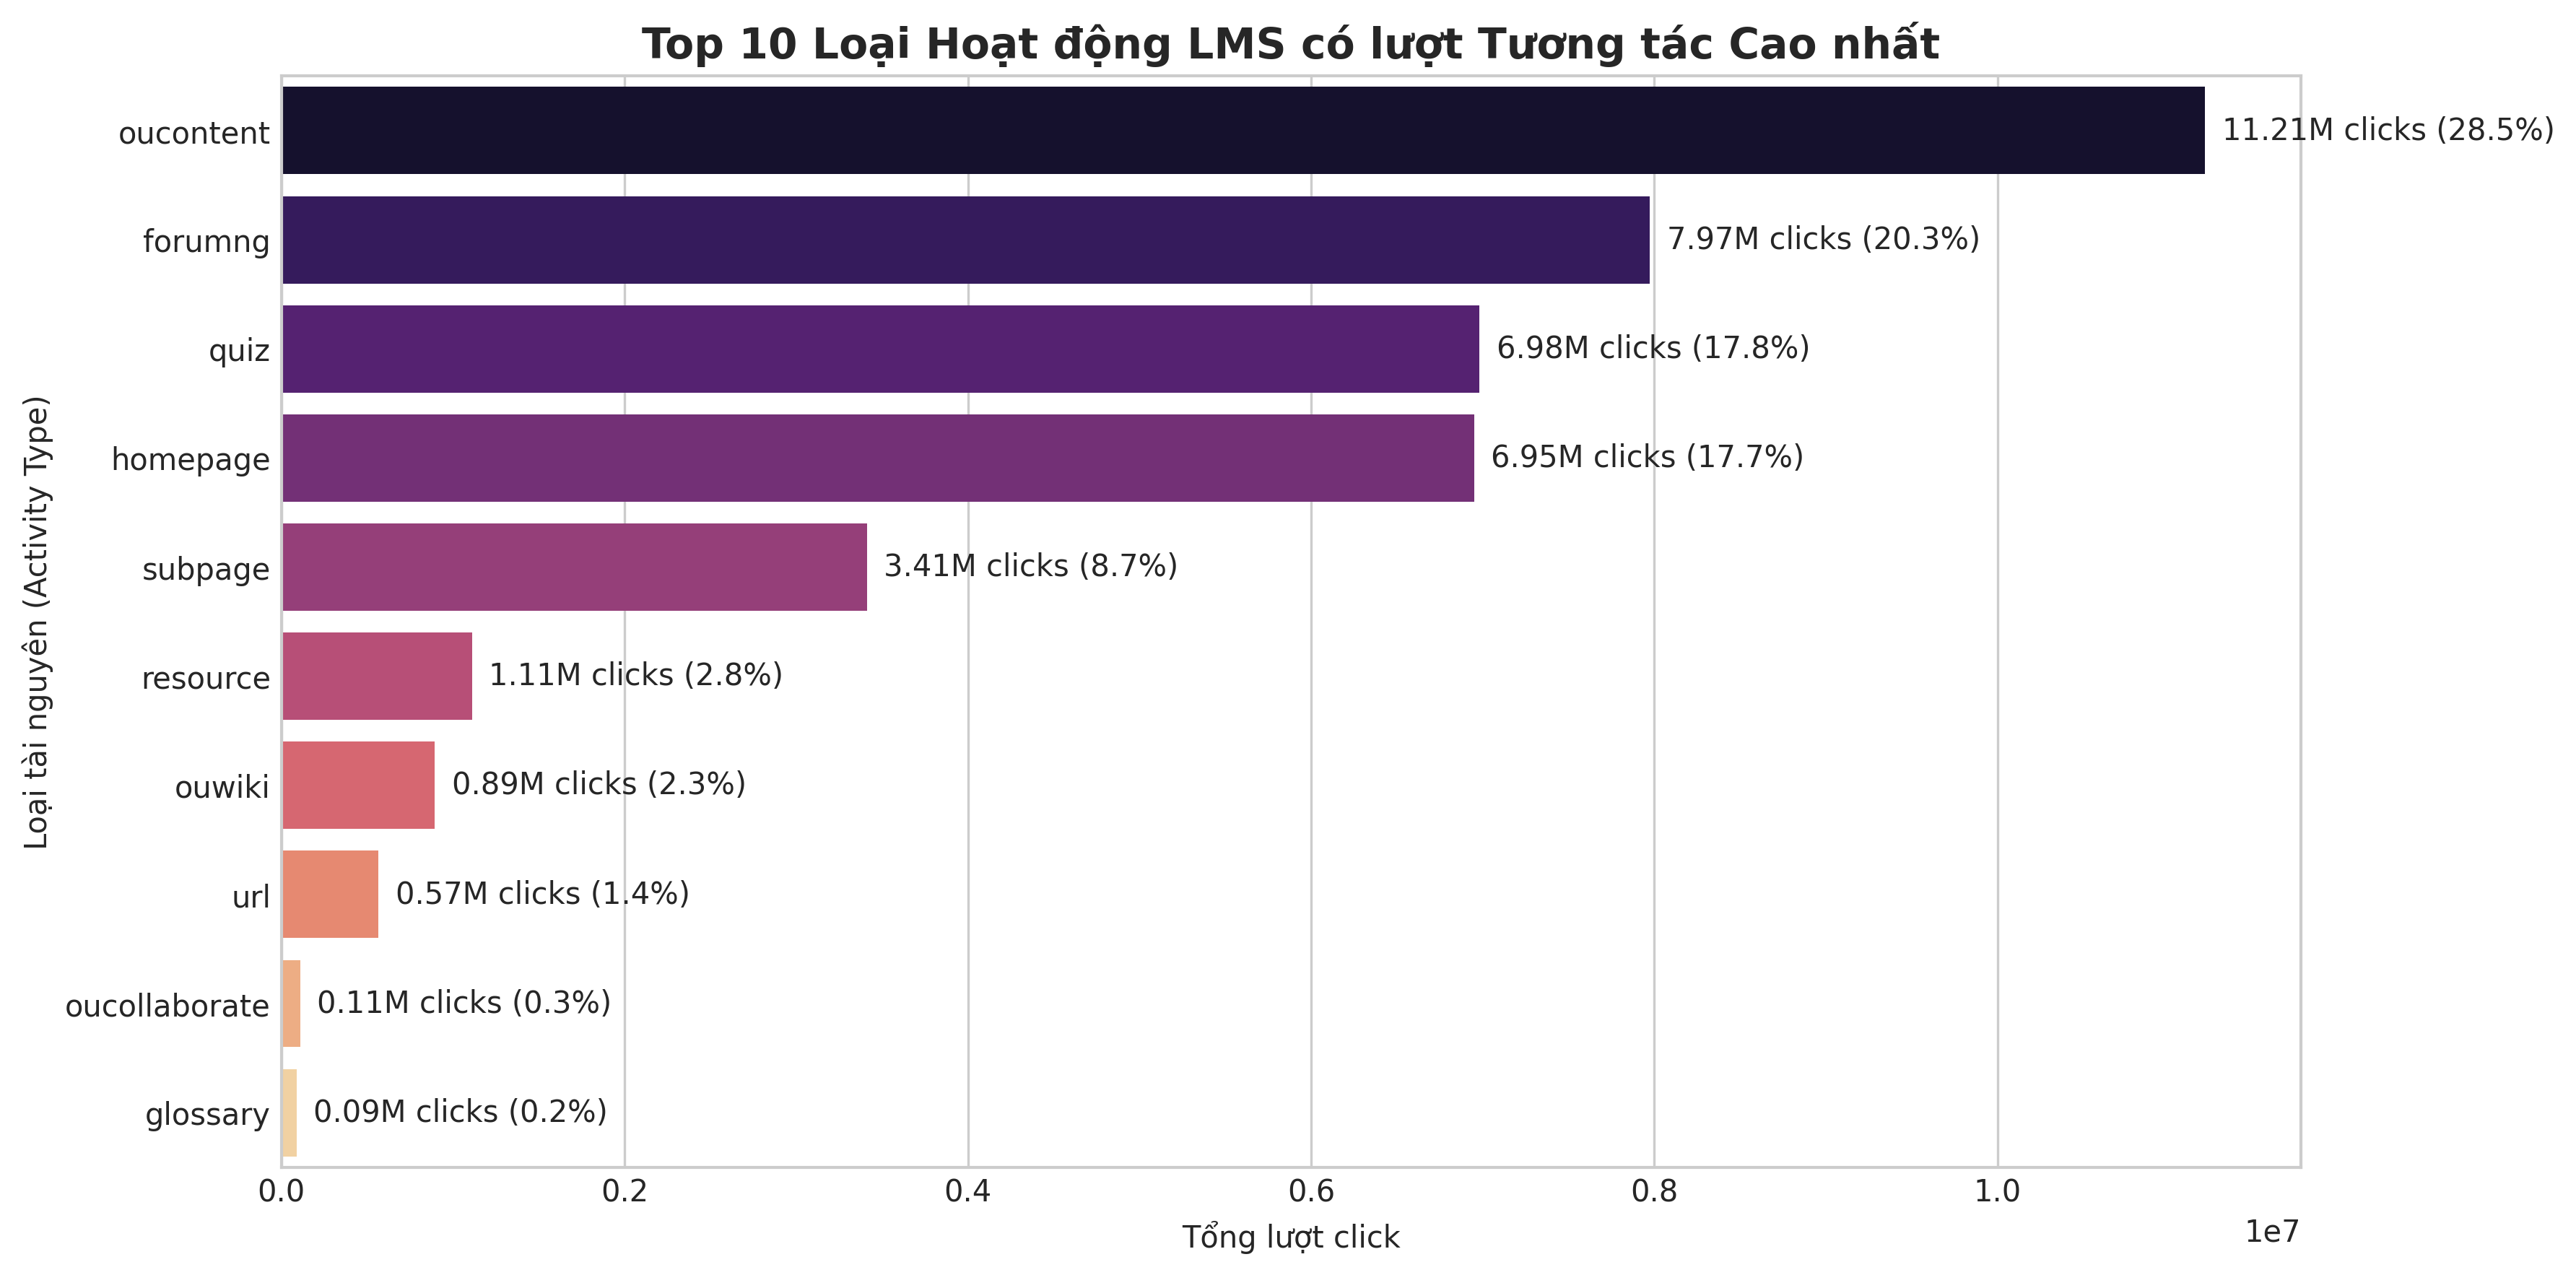 Top 10 Loại Hoạt động LMS có lượt Tương tác Cao nhất
Loại tài nguyên (Activity Type)
oucontent 11.21M clicks (28.5%)
forumng 7.97M clicks (20.3%)
quiz 6.98M clicks (17.8%)
homepage 6.95M clicks (17.7%)
subpage 3.41M clicks (8.7%)
resource 1.11M clicks (2.8%)
ouwiki 0.89M clicks (2.3%)
url 0.57M clicks (1.4%)
oucollaborate 0.11M clicks (0.3%)
glossary 0.09M clicks (0.2%)
0.0 0.2 0.4 0.6 0.8 1.0
1e7
Tổng lượt click